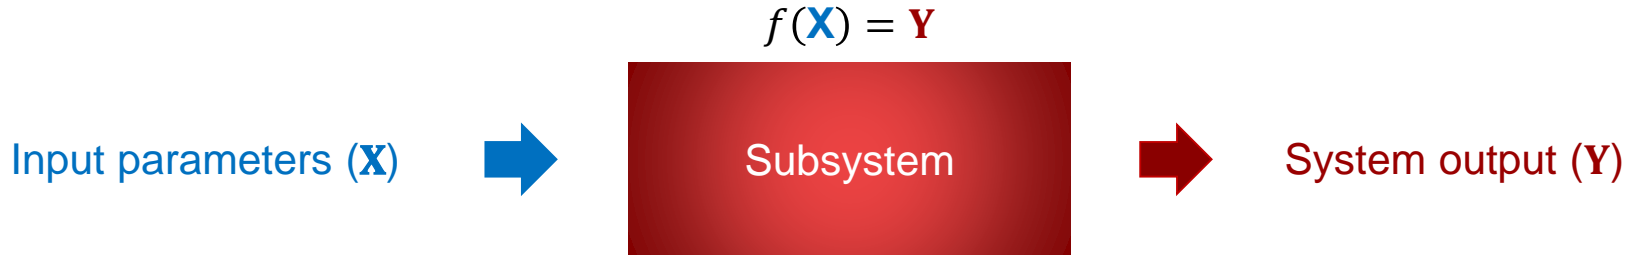 f(X) = Y
Input parameters (X)
Subsystem
System output (Y)